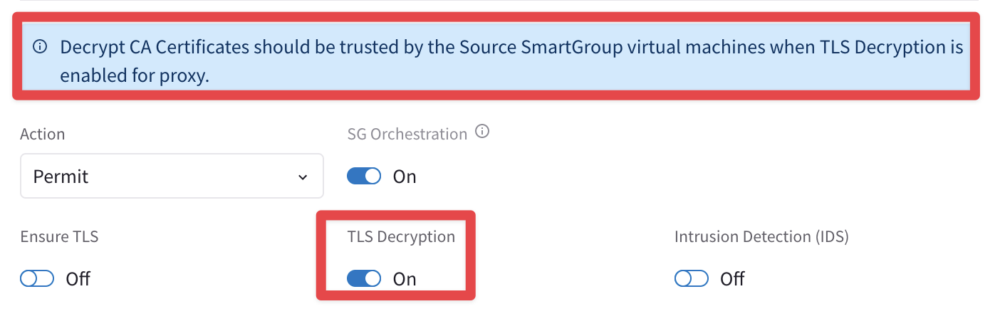 Decrypt CA Certificates should be trusted by the Source SmartGroup virtual machines when TLS Decryption is
enabled for proxy.
Action
SG Orchestration
Permit
On
Ensure TLS
TLS Decryption
Intrusion Detection (IDS)
Off
On
Off